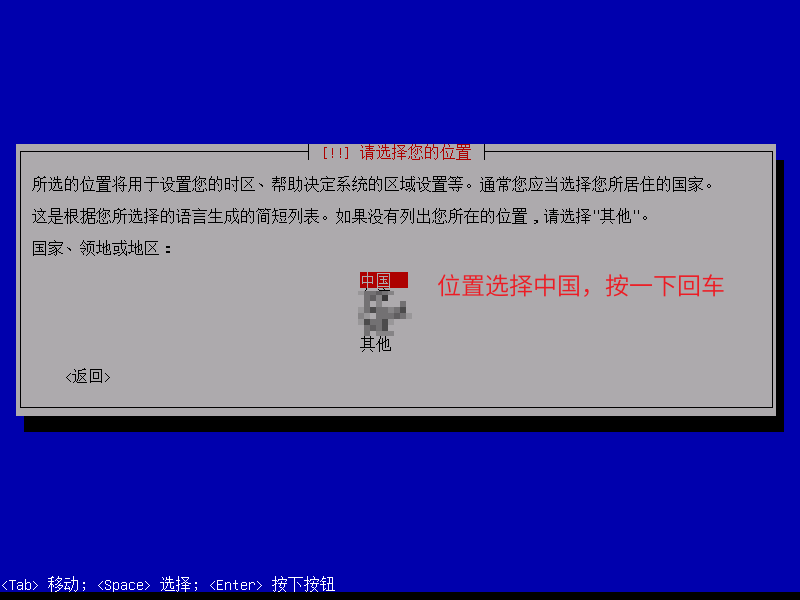 [!!] 请选择您的位置
所选的位置将用于设置您的时区、帮助决定系统的区域设置等。通常您应当选择您所居住的国家。
这是根据您所选择的语言生成的简短列表。如果没有列出您所在的位置，请选择"其他"。
国家、领地或地区：
中国
位置选择中国，按一下回车
其他
<返回>
<Tab> 移动; <Space> 选择; <Enter> 按下按钮